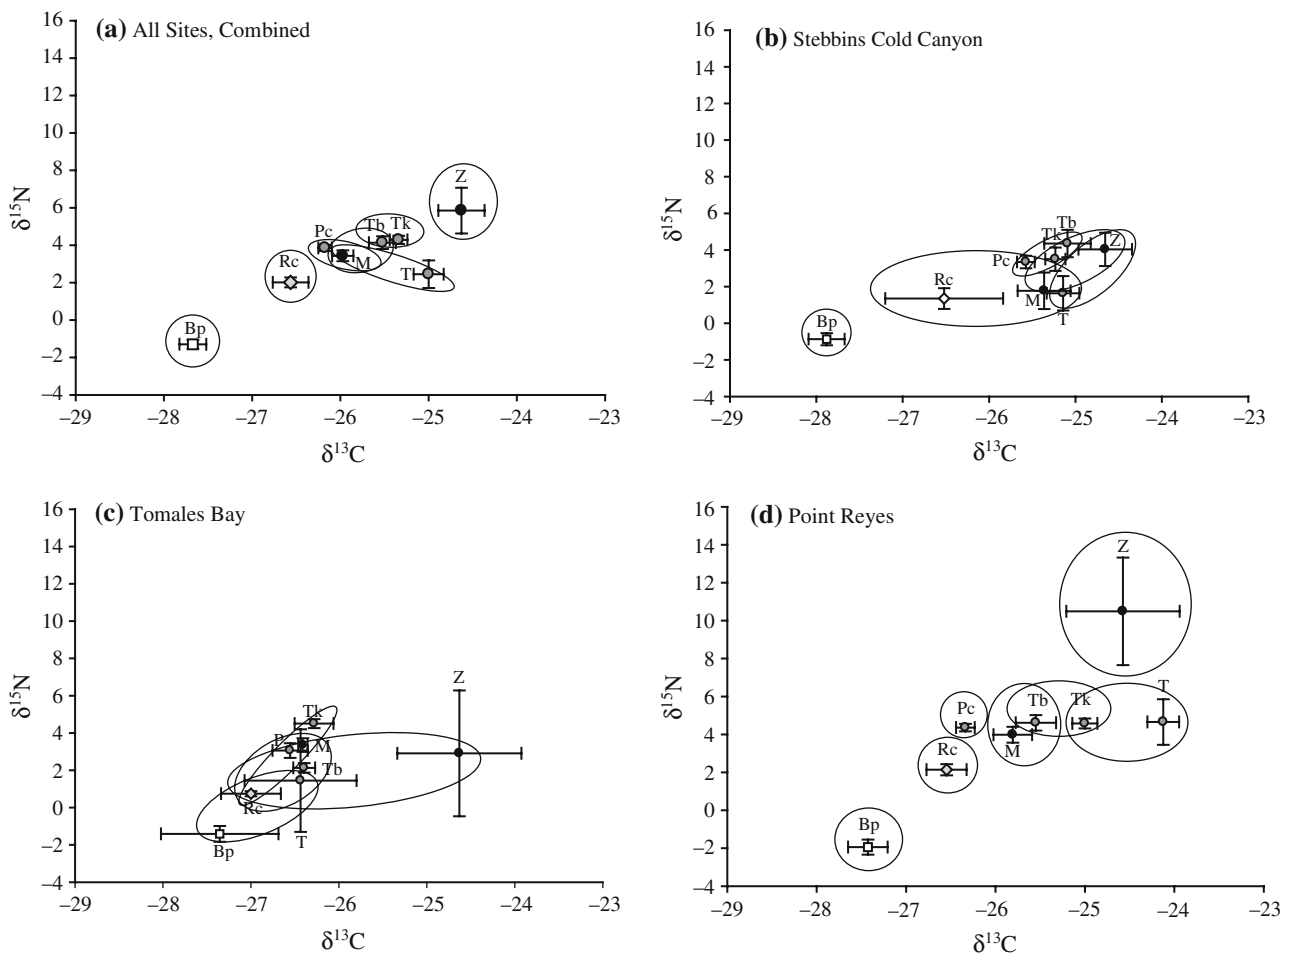 (a) All Sites, Combined
16
14
12
10
8
6
4
2
0
−2
−4
δ15N
Z
Tb Tk
Pc
M
T
Rc
Bp
−29 −28 −27 −26 −25 −24 −23
δ13C
(b) Stebbins Cold Canyon
16
14
12
10
8
6
4
2
0
−2
−4
δ15N
Tb
Tk Z
Pc
Rc
M
T
Bp
−29 −28 −27 −26 −25 −24 −23
δ13C
(c) Tomales Bay
16
14
12
10
8
6
4
2
0
−2
−4
δ15N
Z
Tk
Pc M
Tb
Rc
T
Bp
−29 −28 −27 −26 −25 −24 −23
δ13C
(d) Point Reyes
16
14
12
10
8
6
4
2
0
−2
−4
δ15N
Z
T
Pc Tb Tk
Rc M
Bp
−29 −28 −27 −26 −25 −24 −23
δ13C